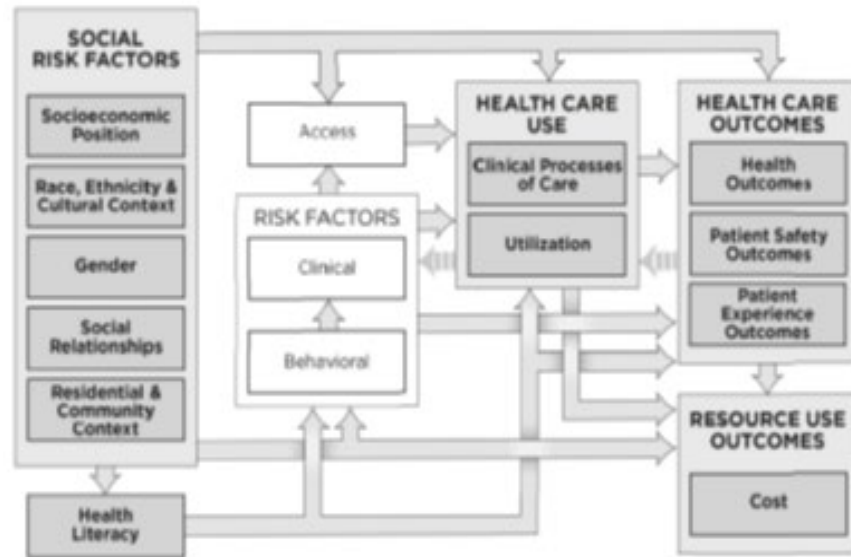 SOCIAL
RISK FACTORS
Socioeconomic
Position
Race, Ethnicity &
Cultural Context
Gender
Social
Relationships
Residential &
Community
Context
Health
Literacy
Access
RISK FACTORS
Clinical
Behavioral
HEALTH CARE
USE
Clinical Processes
of Care
Utilization
HEALTH CARE
OUTCOMES
Health
Outcomes
Patient Safety
Outcomes
Patient
Experience
Outcomes
RESOURCE USE
OUTCOMES
Cost